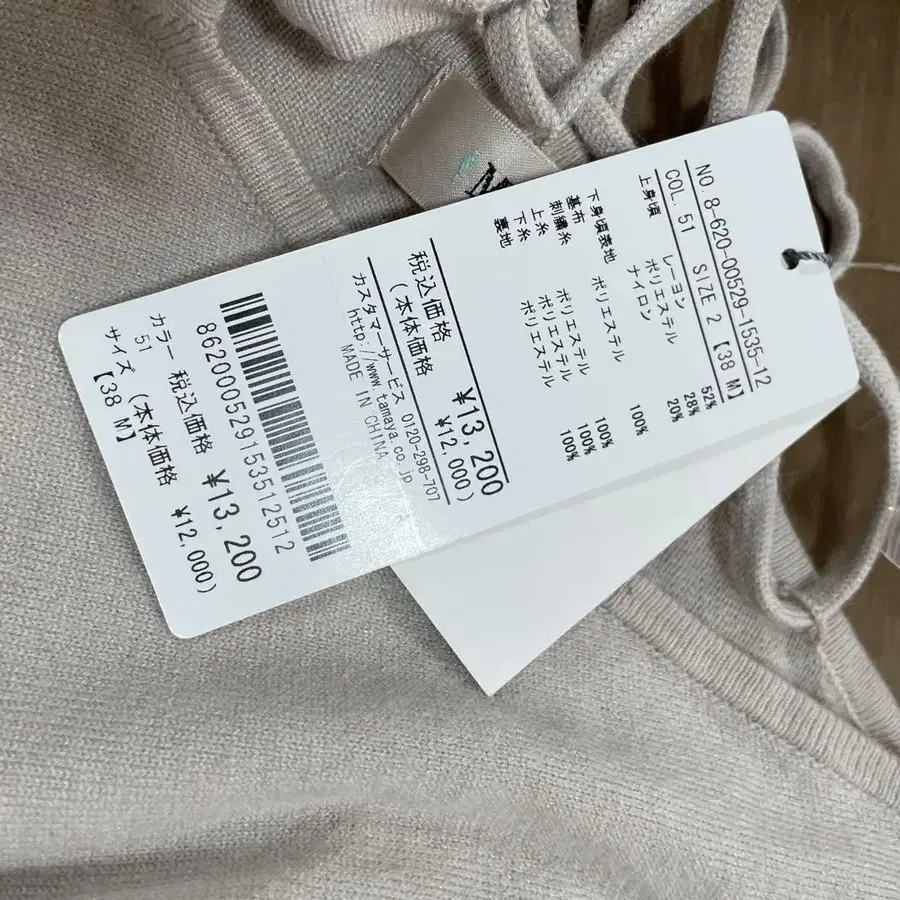 NO. 8-620-00529-1535-12
COL. 51 SIZE 2 【38 M】
上身頃 レーヨン 52%
ポリエステル 28%
ナイロン 20%
下身頃表地 ポリエステル 100%
基布
刺繍糸
上糸 ポリエステル 100%
下糸 ポリエステル 100%
裏地 ポリエステル 100%
税込価格 ¥13,200
(本体価格 ¥12,000)
カスタマーサービス 0120-298-707
http://www.tamaya.co.jp
MADE IN CHINA
862000529153512512
カラー 税込価格 ¥13,200
51 (本体価格 ¥12,000)
サイズ 【38 M】